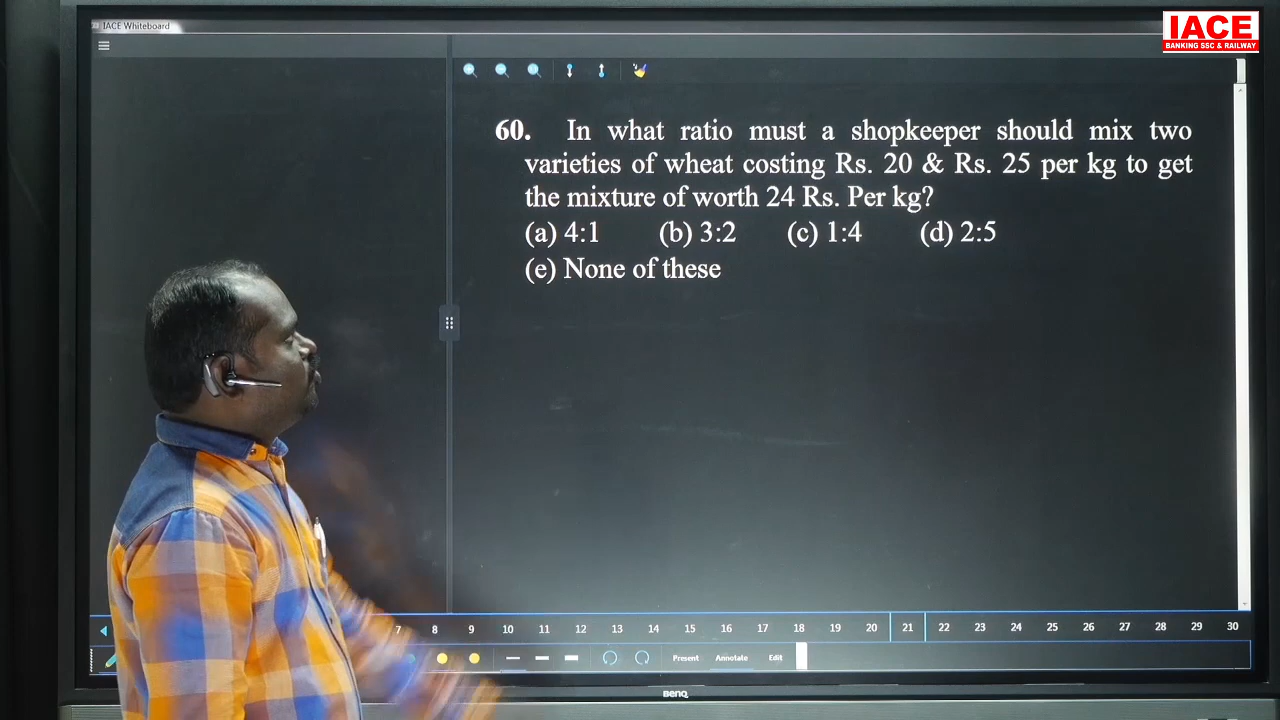 IACE Whiteboard
IACE
BANKING SSC & RAILWAY
60. In what ratio must a shopkeeper should mix two
varieties of wheat costing Rs. 20 & Rs. 25 per kg to get
the mixture of worth 24 Rs. Per kg?
(a) 4:1 (b) 3:2 (c) 1:4 (d) 2:5
(e) None of these
7 8 9 10 11 12 13 14 15 16 17 18 19 20 21 22 23 24 25 26 27 28 29 30
Present Annotate Edit
BenQ